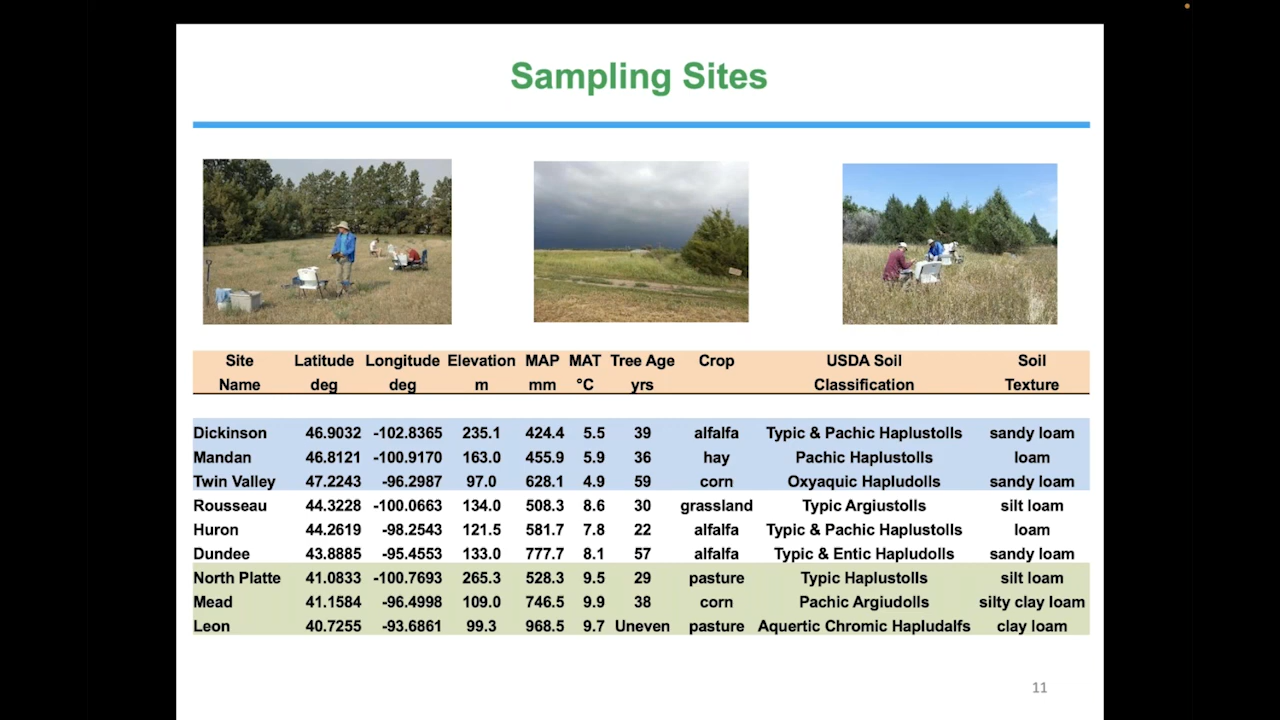 Sampling Sites
Site Latitude Longitude Elevation MAP MAT Tree Age Crop USDA Soil Soil
Name deg deg m mm °C yrs Classification Texture
Dickinson 46.9032 -102.8365 235.1 424.4 5.5 39 alfalfa Typic & Pachic Haplustolls sandy loam
Mandan 46.8121 -100.9170 163.0 455.9 5.9 36 hay Pachic Haplustolls loam
Twin Valley 47.2243 -96.2987 97.0 628.1 4.9 59 corn Oxyaquic Hapludolls sandy loam
Rousseau 44.3228 -100.0663 134.0 508.3 8.6 30 grassland Typic Argiustolls silt loam
Huron 44.2619 -98.2543 121.5 581.7 7.8 22 alfalfa Typic & Pachic Haplustolls loam
Dundee 43.8885 -95.4553 133.0 777.7 8.1 57 alfalfa Typic & Entic Hapludolls sandy loam
North Platte 41.0833 -100.7693 265.3 528.3 9.5 29 pasture Typic Haplustolls silt loam
Mead 41.1584 -96.4998 109.0 746.5 9.9 38 corn Pachic Argiudolls silty clay loam
Leon 40.7255 -93.6861 99.3 968.5 9.7 Uneven pasture Aquertic Chromic Hapludalfs clay loam
11